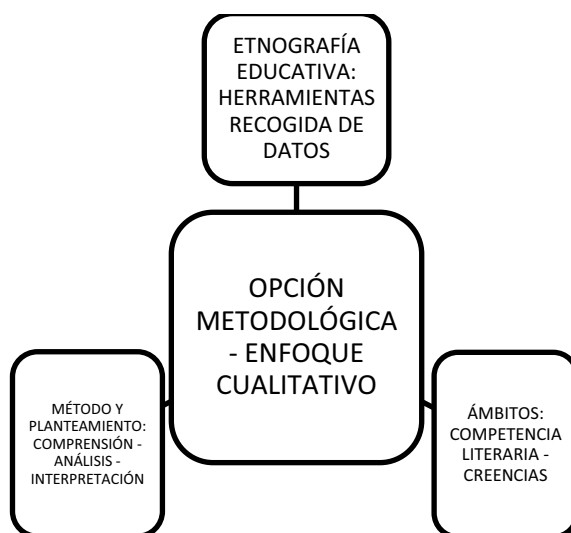 ETNOGRAFÍA
EDUCATIVA:
HERRAMIENTAS
RECOGIDA DE
DATOS
OPCIÓN
METODOLÓGICA
- ENFOQUE
CUALITATIVO
MÉTODO Y
PLANTEAMIENTO:
COMPRENSIÓN -
ANÁLISIS -
INTERPRETACIÓN
ÁMBITOS:
COMPETENCIA
LITERARIA -
CREENCIAS